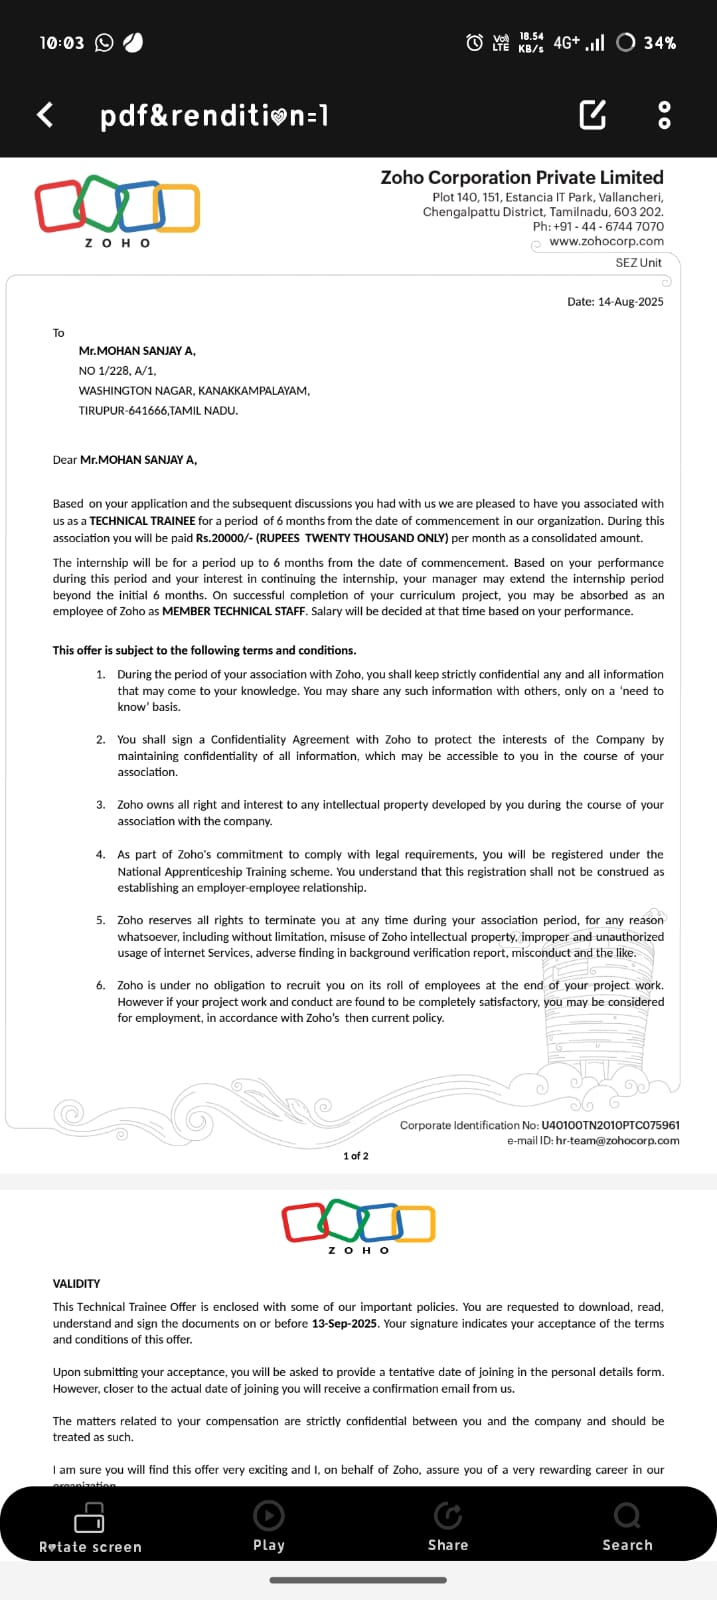 10:03
Vo) LTE 18.54 KB/s 4G+ 34%
pdf&rendition=1
ZOHO
Zoho Corporation Private Limited
Plot 140, 151, Estancia IT Park, Vallancheri,
Chengalpattu District, Tamilnadu, 603 202.
Ph: +91 - 44 - 6744 7070
www.zohocorp.com
SEZ Unit
Date: 14-Aug-2025
To
Mr.MOHAN SANJAY A,
NO 1/228, A/1,
WASHINGTON NAGAR, KANAKKAMPALAYAM,
TIRUPUR-641666,TAMIL NADU.
Dear Mr.MOHAN SANJAY A,
Based on your application and the subsequent discussions you had with us we are pleased to have you associated with
us as a TECHNICAL TRAINEE for a period of 6 months from the date of commencement in our organization. During this
association you will be paid Rs.20000/- (RUPEES TWENTY THOUSAND ONLY) per month as a consolidated amount.
The internship will be for a period up to 6 months from the date of commencement. Based on your performance
during this period and your interest in continuing the internship, your manager may extend the internship period
beyond the initial 6 months. On successful completion of your curriculum project, you may be absorbed as an
employee of Zoho as MEMBER TECHNICAL STAFF. Salary will be decided at that time based on your performance.
This offer is subject to the following terms and conditions.
1. During the period of your association with Zoho, you shall keep strictly confidential any and all information
that may come to your knowledge. You may share any such information with others, only on a 'need to
know' basis.
2. You shall sign a Confidentiality Agreement with Zoho to protect the interests of the Company by
maintaining confidentiality of all information, which may be accessible to you in the course of your
association.
3. Zoho owns all right and interest to any intellectual property developed by you during the course of your
association with the company.
4. As part of Zoho's commitment to comply with legal requirements, you will be registered under the
National Apprenticeship Training scheme. You understand that this registration shall not be construed as
establishing an employer-employee relationship.
5. Zoho reserves all rights to terminate you at any time during your association period, for any reason
whatsoever, including without limitation, misuse of Zoho intellectual property, improper and unauthorized
usage of internet Services, adverse finding in background verification report, misconduct and the like.
6. Zoho is under no obligation to recruit you on its roll of employees at the end of your project work.
However if your project work and conduct are found to be completely satisfactory, you may be considered
for employment, in accordance with Zoho's then current policy.
Corporate Identification No: U40100TN2010PTC075961
e-mail ID: hr-team@zohocorp.com
1 of 2
ZOHO
VALIDITY
This Technical Trainee Offer is enclosed with some of our important policies. You are requested to download, read,
understand and sign the documents on or before 13-Sep-2025. Your signature indicates your acceptance of the terms
and conditions of this offer.
Upon submitting your acceptance, you will be asked to provide a tentative date of joining in the personal details form.
However, closer to the actual date of joining you will receive a confirmation email from us.
The matters related to your compensation are strictly confidential between you and the company and should be
treated as such.
I am sure you will find this offer very exciting and I, on behalf of Zoho, assure you of a very rewarding career in our
Rotate screen
Play
Share
Search